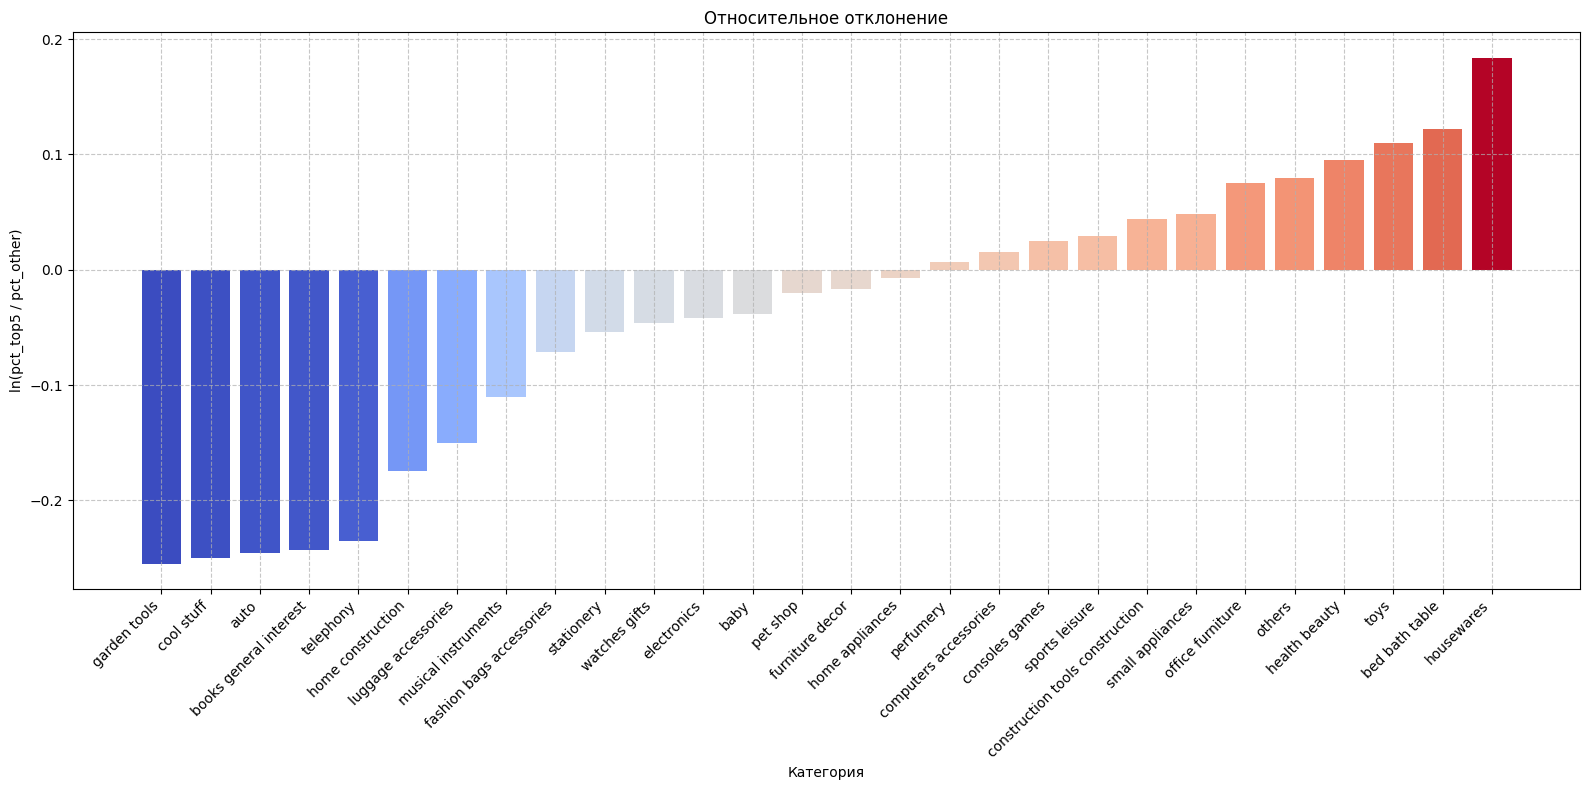 Относительное отклонение
ln(pct_top5 / pct_other)
0.2
0.1
0.0
−0.1
−0.2
garden tools
cool stuff
auto
books general interest
telephony
home construction
luggage accessories
musical instruments
fashion bags accessories
stationery
watches gifts
electronics
baby
pet shop
furniture decor
home appliances
perfumery
computers accessories
consoles games
sports leisure
construction tools construction
small appliances
office furniture
others
health beauty
toys
bed bath table
housewares
Категория